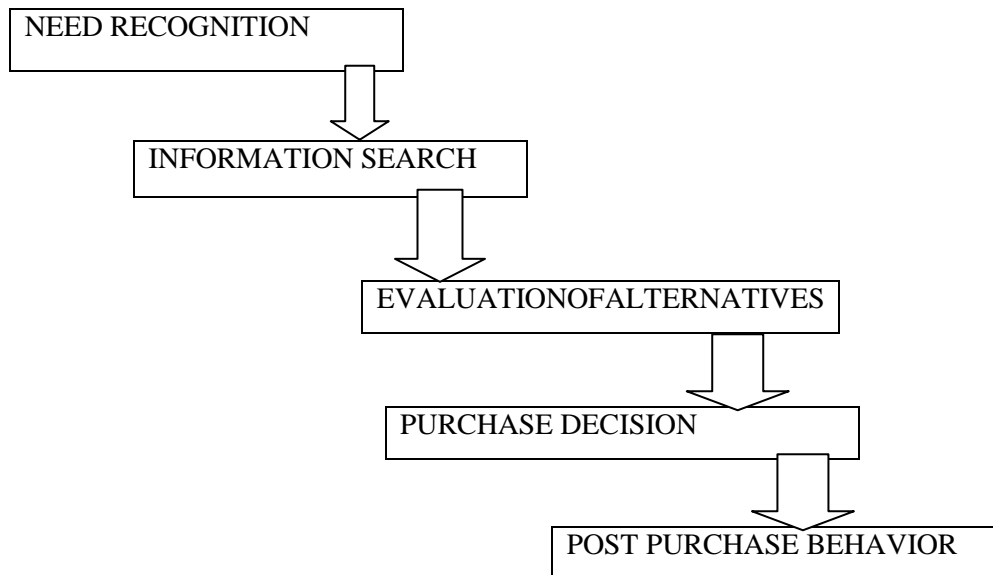 NEED RECOGNITION
INFORMATION SEARCH
EVALUATIONOFALTERNATIVES
PURCHASE DECISION
POST PURCHASE BEHAVIOR